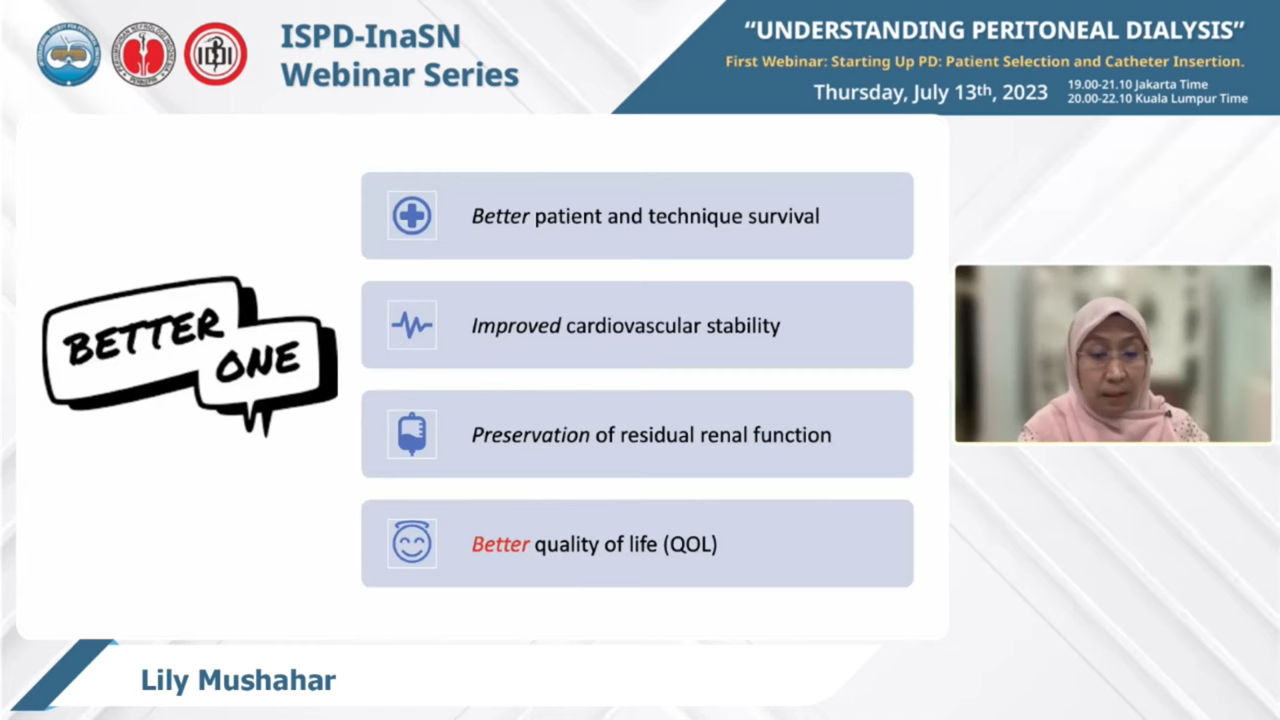 ISPD-InaSN
Webinar Series
“UNDERSTANDING PERITONEAL DIALYSIS”
First Webinar: Starting Up PD: Patient Selection and Catheter Insertion.
Thursday, July 13th, 2023
19.00-21.10 Jakarta Time
20.00-22.10 Kuala Lumpur Time
BETTER
ONE
Better patient and technique survival
Improved cardiovascular stability
Preservation of residual renal function
Better quality of life (QOL)
Lily Mushahar